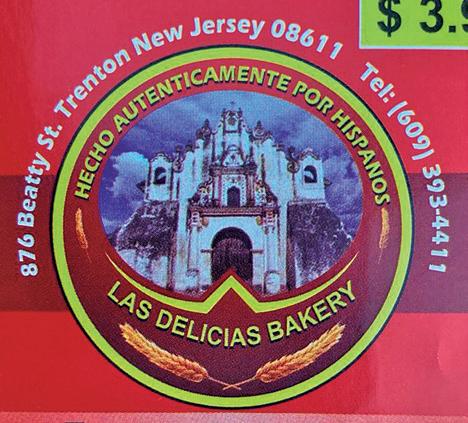 $ 3.9
876 Beatty St. Trenton New Jersey 08611 Tel: (609) 393-4411
HECHO AUTENTICAMENTE POR HISPANOS
LAS DELICIAS BAKERY